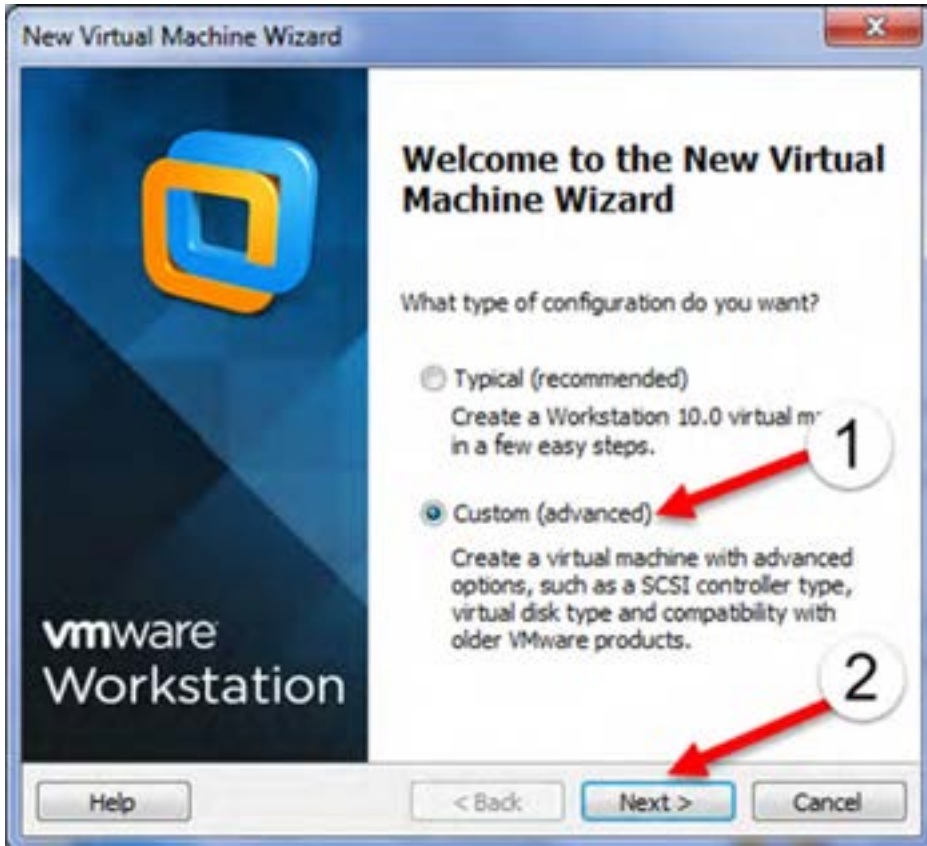 New Virtual Machine Wizard
Welcome to the New Virtual
Machine Wizard
What type of configuration do you want?
Typical (recommended)
Create a Workstation 10.0 virtual
in a few easy steps.
1
Custom (advanced)
Create a virtual machine with advanced
options, such as a SCSI controller type,
virtual disk type and compatibility with
older VMware products.
vmware
Workstation
2
Help
< Back
Next >
Cancel